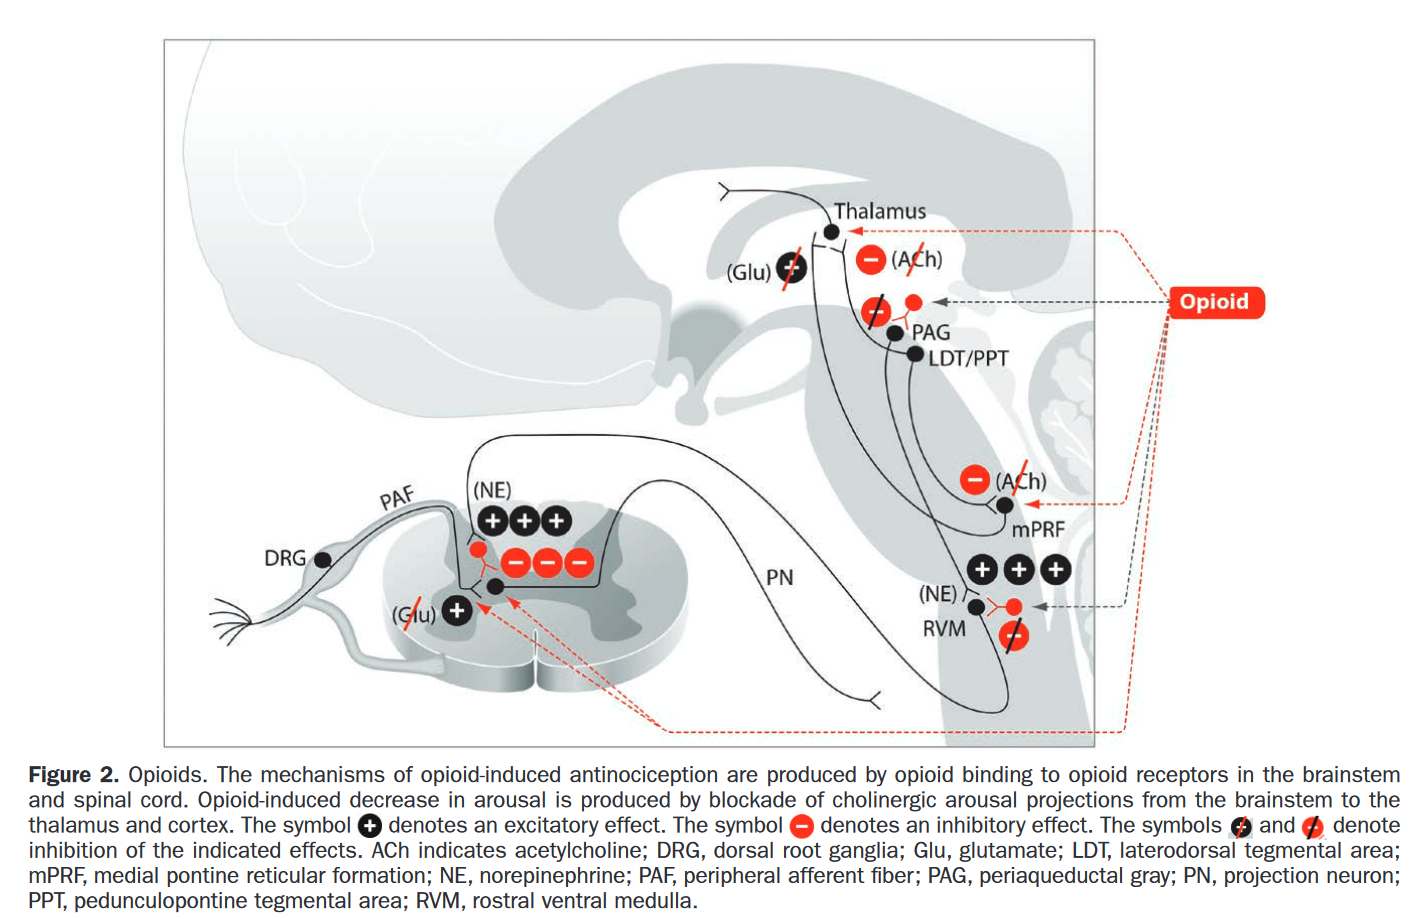 Thalamus
(Glu) +
− (ACh)
Opioid
−
PAG
LDT/PPT
− (ACh)
mPRF
PAF
(NE)
+ + +
DRG
− − −
(Glu) +
PN
+ + +
(NE)
RVM
−
Figure 2. Opioids. The mechanisms of opioid-induced antinociception are produced by opioid binding to opioid receptors in the brainstem
and spinal cord. Opioid-induced decrease in arousal is produced by blockade of cholinergic arousal projections from the brainstem to the
thalamus and cortex. The symbol + denotes an excitatory effect. The symbol − denotes an inhibitory effect. The symbols + and − denote
inhibition of the indicated effects. ACh indicates acetylcholine; DRG, dorsal root ganglia; Glu, glutamate; LDT, laterodorsal tegmental area;
mPRF, medial pontine reticular formation; NE, norepinephrine; PAF, peripheral afferent fiber; PAG, periaqueductal gray; PN, projection neuron;
PPT, pedunculopontine tegmental area; RVM, rostral ventral medulla.